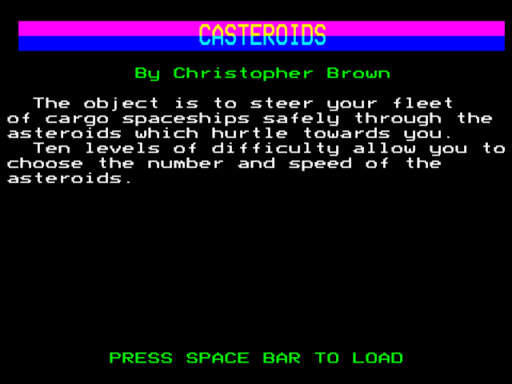 CASTEROIDS
By Christopher Brown
The object is to steer your fleet
of cargo spaceships safely through the
asteroids which hurtle towards you.
Ten levels of difficulty allow you to
choose the number and speed of the
asteroids.
PRESS SPACE BAR TO LOAD